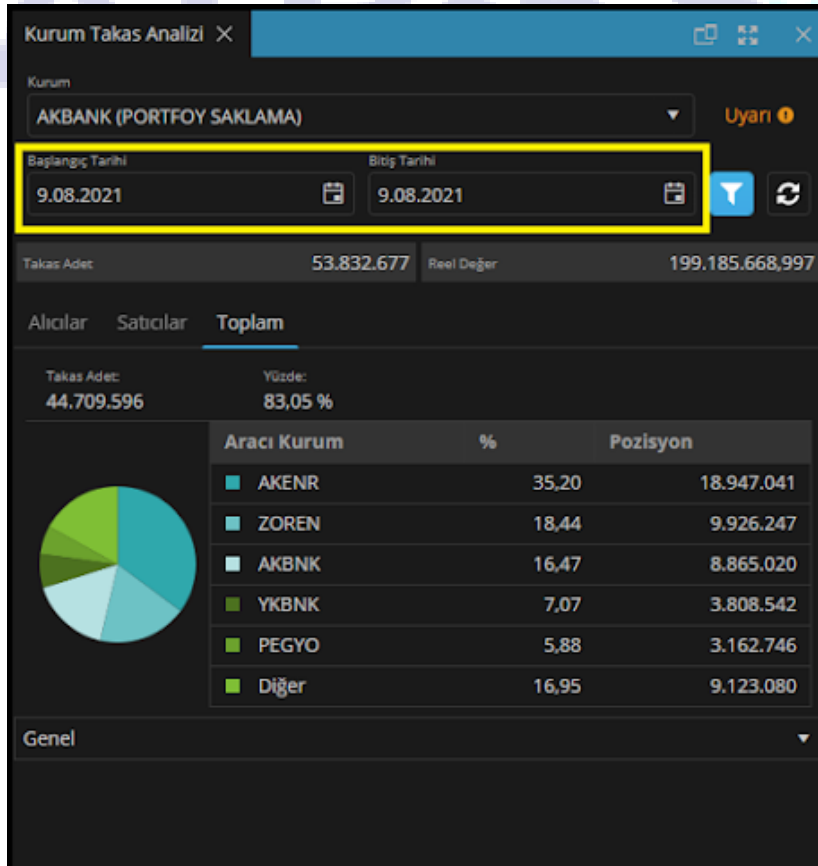 Kurum Takas Analizi
Kurum
AKBANK (PORTFOY SAKLAMA)
Uyarı
Başlangıç Tarihi Bitiş Tarihi
9.08.2021 9.08.2021
Takas Adet 53.832.677 Reel Değer 199.185.668,997
Alıcılar Satıcılar Toplam
Takas Adet: Yüzde:
44.709.596 83,05 %
Aracı Kurum % Pozisyon
AKENR 35,20 18.947.041
ZOREN 18,44 9.926.247
AKBNK 16,47 8.865.020
YKBNK 7,07 3.808.542
PEGYO 5,88 3.162.746
Diğer 16,95 9.123.080
Genel